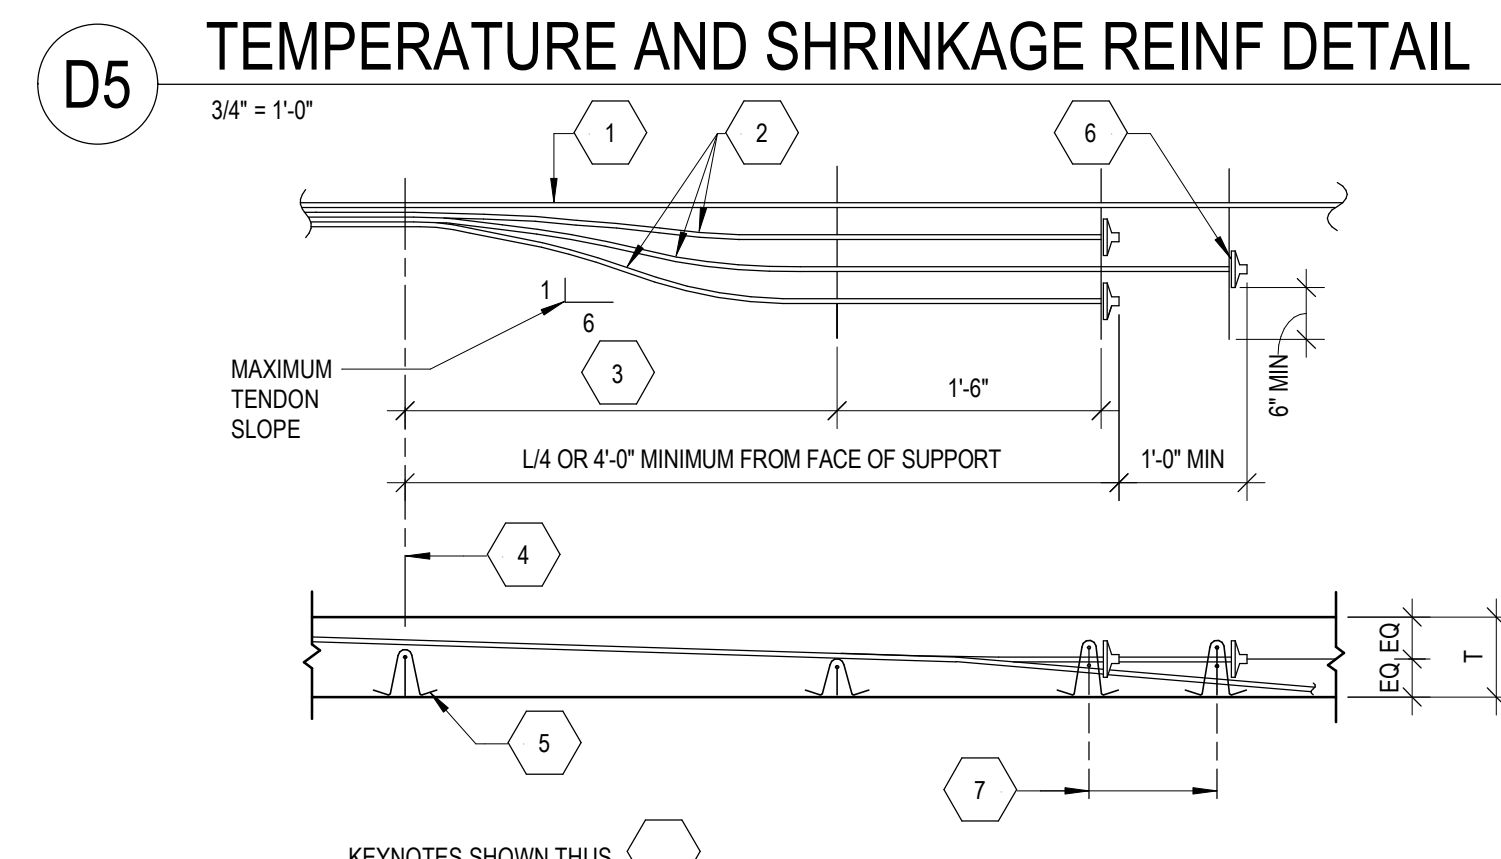 D5
TEMPERATURE AND SHRINKAGE REINF DETAIL
3/4" = 1'-0"
1
2
6
1
6
MAXIMUM
TENDON
SLOPE
3
1'-6"
6" MIN
L/4 OR 4'-0" MINIMUM FROM FACE OF SUPPORT
1'-0" MIN
4
EQ
EQ
T
5
7
KEYNOTES SHOWN THUS